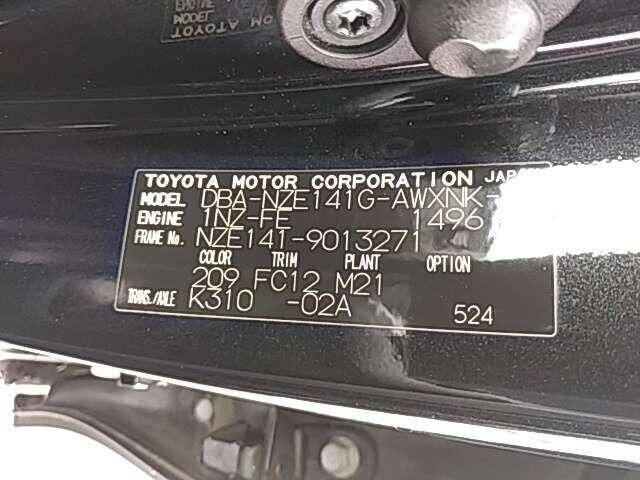 TOYOTA MOTOR CORPORATION JAPA
MODEL DBA-NZE141G-AWXNK-
ENGINE 1NZ-FE 1496
FRAME No. NZE141-9013271
COLOR TRIM PLANT OPTION
209 FC12 M21
TRANS./AXLE K310 -02A
524